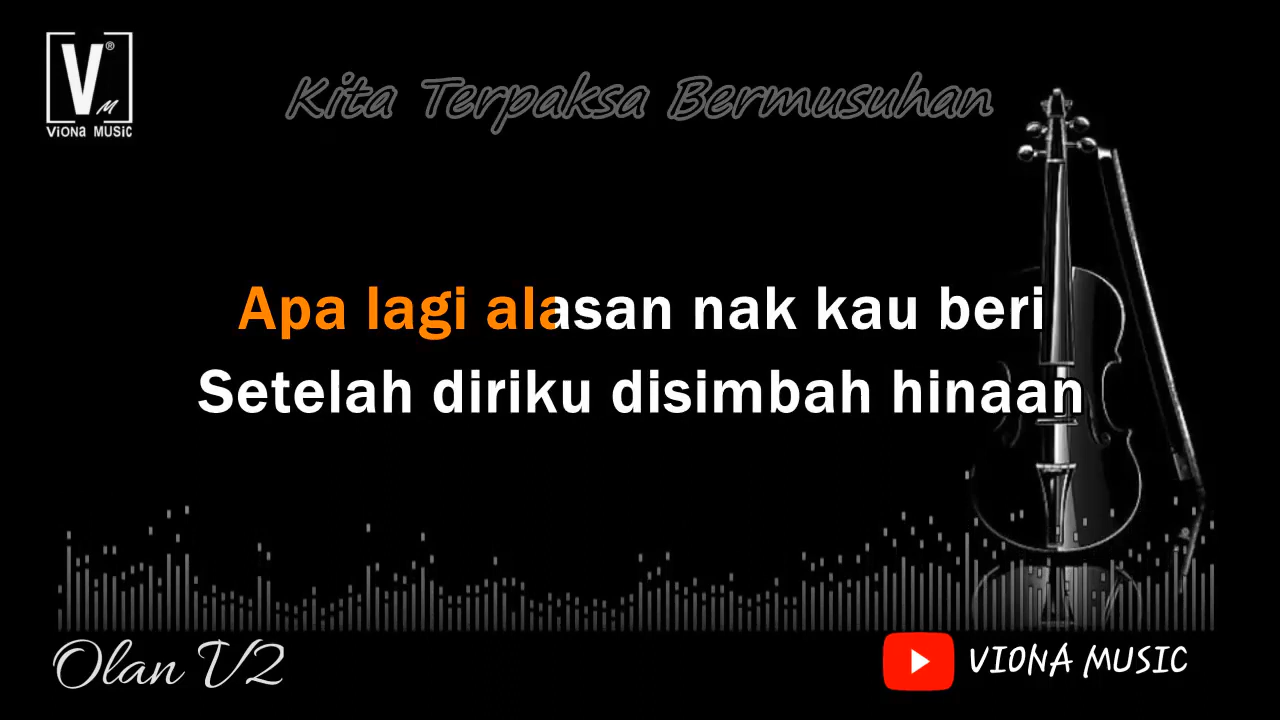 V®
M
ViONa MUSiC
Kita Terpaksa Bermusuhan
Apa lagi alasan nak kau beri
Setelah diriku disimbah hinaan
Olan V2
VIONA MUSIC